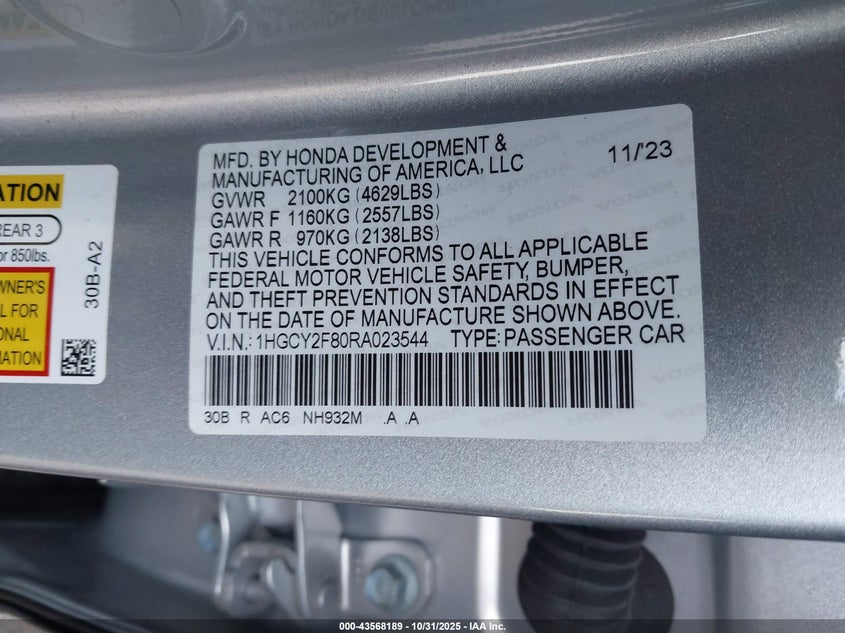 ATION
REAR 3
or 850lbs.
WNER'S
AL FOR
ONAL
MATION
30B-A2
MFD. BY HONDA DEVELOPMENT & MANUFACTURING OF AMERICA, LLC 11/'23
GVWR 2100KG (4629LBS)
GAWR F 1160KG (2557LBS)
GAWR R 970KG (2138LBS)
THIS VEHICLE CONFORMS TO ALL APPLICABLE
FEDERAL MOTOR VEHICLE SAFETY, BUMPER,
AND THEFT PREVENTION STANDARDS IN EFFECT
ON THE DATE OF MANUFACTURE SHOWN ABOVE.
V.I.N.: 1HGCY2F80RA023544 TYPE: PASSENGER CAR
30B R AC6 NH932M .A .A
000-43568189 - 10/31/2025 - IAA Inc.